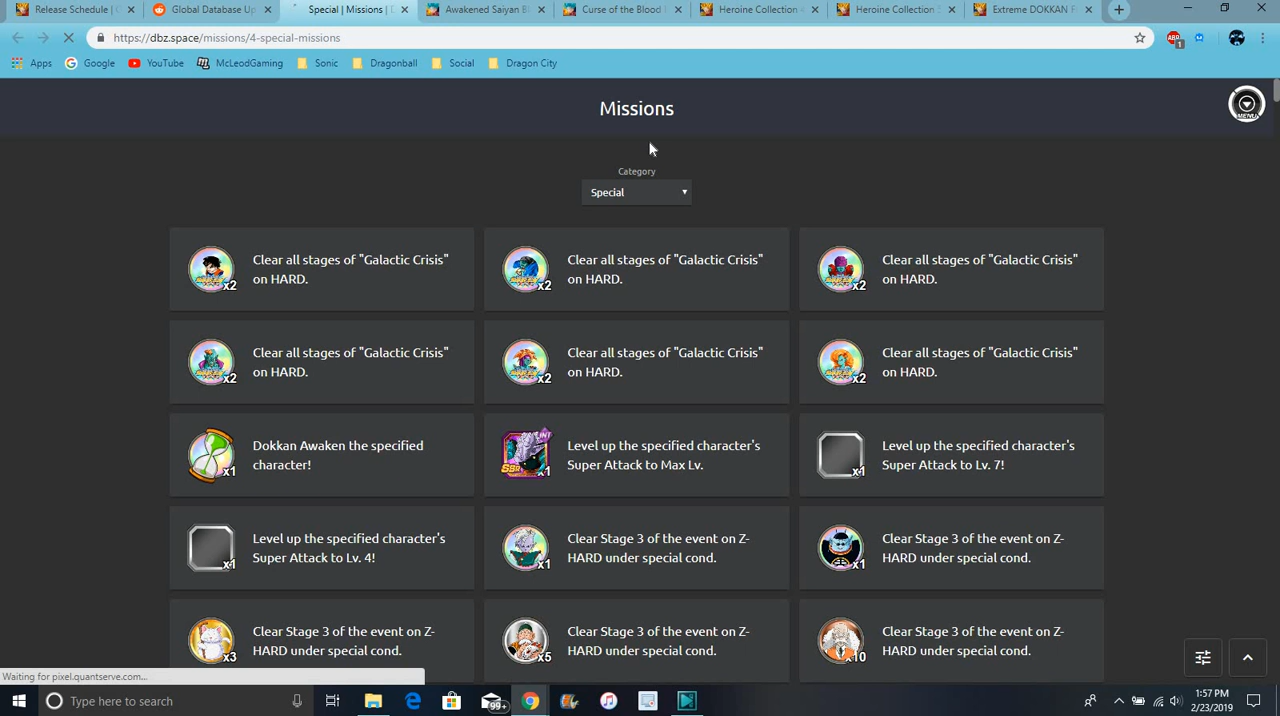 Release Schedule | 
Global Database Up
Special | Missions | D
Awakened Saiyan Bl
Curse of the Blood
Heroine Collection
Heroine Collection
Extreme DOKKAN F
https://dbz.space/missions/4-special-missions
ABP
1
Apps
Google
YouTube
McLeodGaming
Sonic
Dragonball
Social
Dragon City
Missions
MENU
Category
Special
x2
Clear all stages of "Galactic Crisis"
on HARD.
x2
Clear all stages of "Galactic Crisis"
on HARD.
x2
Clear all stages of "Galactic Crisis"
on HARD.
x2
Clear all stages of "Galactic Crisis"
on HARD.
x2
Clear all stages of "Galactic Crisis"
on HARD.
x2
Clear all stages of "Galactic Crisis"
on HARD.
x1
Dokkan Awaken the specified
character!
INT
SSR
x1
Level up the specified character's
Super Attack to Max Lv.
x1
Level up the specified character's
Super Attack to Lv. 7!
x1
Level up the specified character's
Super Attack to Lv. 4!
x1
Clear Stage 3 of the event on Z-
HARD under special cond.
x1
Clear Stage 3 of the event on Z-
HARD under special cond.
x3
Clear Stage 3 of the event on Z-
HARD under special cond.
x5
Clear Stage 3 of the event on Z-
HARD under special cond.
x10
Clear Stage 3 of the event on Z-
HARD under special cond.
Waiting for pixel.quantserve.com...
Type here to search
99+
1:57 PM
2/23/2019